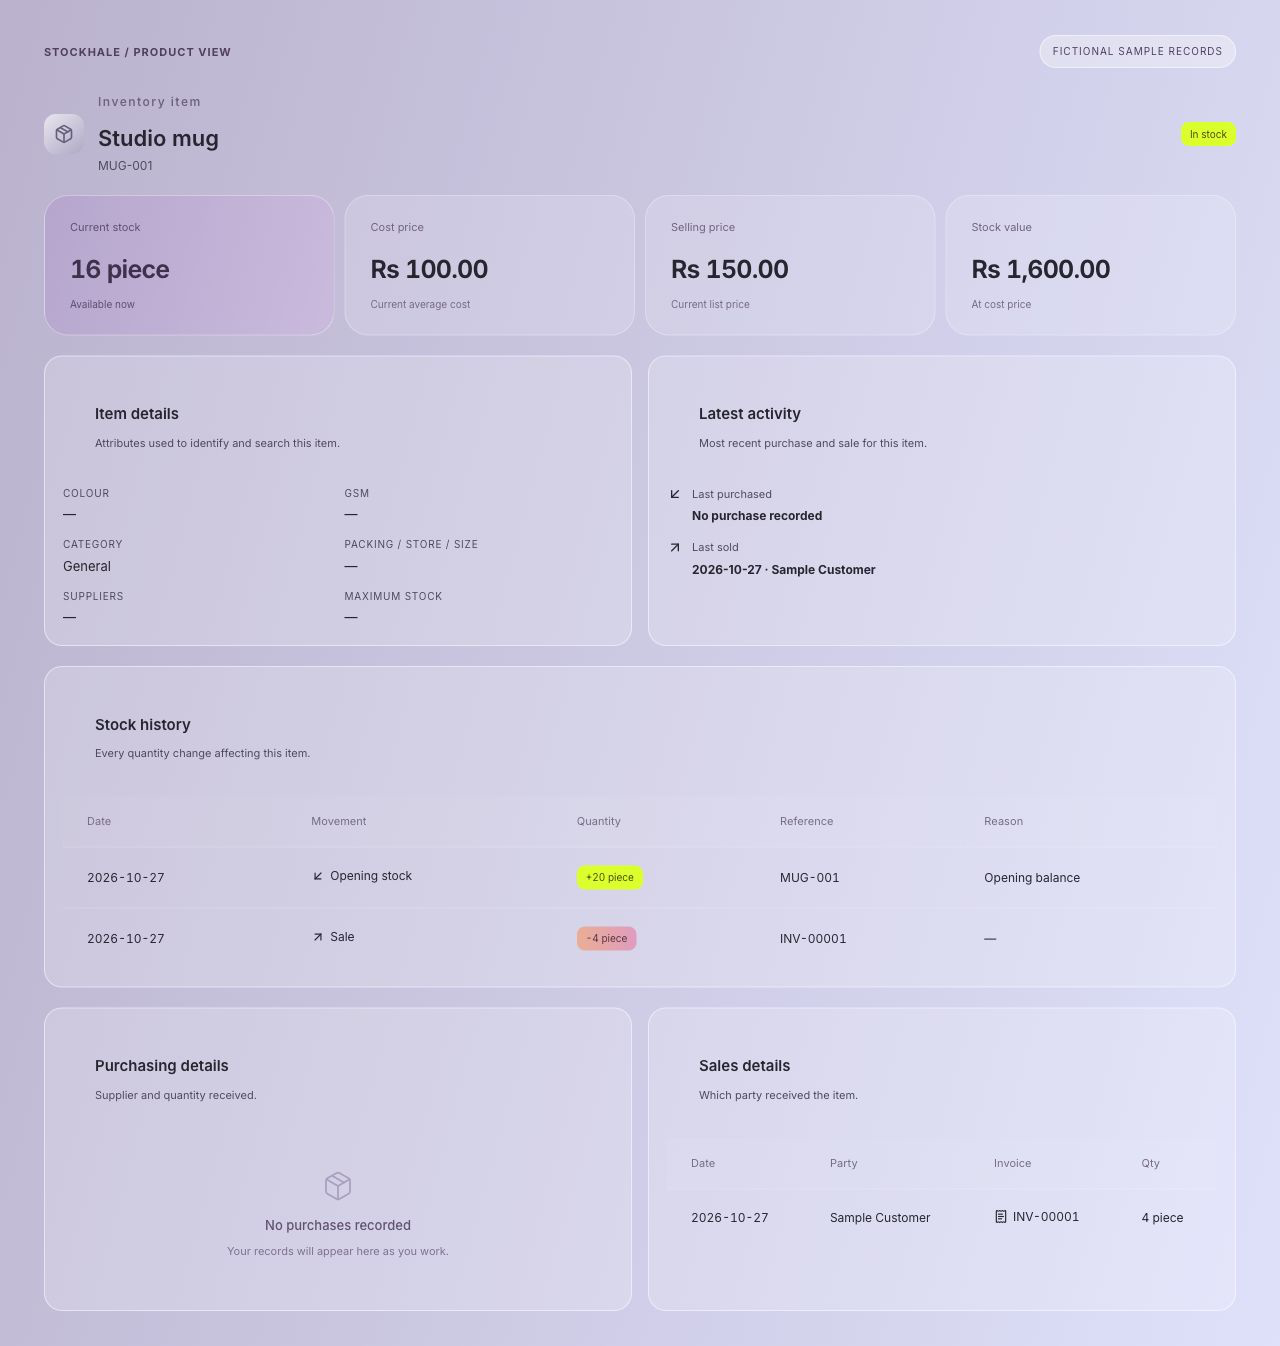 STOCKHALE / PRODUCT VIEW
FICTIONAL SAMPLE RECORDS
Inventory item
Studio mug
MUG-001
In stock
Current stock
16 piece
Available now
Cost price
Rs 100.00
Current average cost
Selling price
Rs 150.00
Current list price
Stock value
Rs 1,600.00
At cost price
Item details
Attributes used to identify and search this item.
COLOUR
—
GSM
—
CATEGORY
General
PACKING / STORE / SIZE
—
SUPPLIERS
—
MAXIMUM STOCK
—
Latest activity
Most recent purchase and sale for this item.
Last purchased
No purchase recorded
Last sold
2026-10-27 · Sample Customer
Stock history
Every quantity change affecting this item.
Date Movement Quantity Reference Reason
2026-10-27 Opening stock +20 piece MUG-001 Opening balance
2026-10-27 Sale -4 piece INV-00001 —
Purchasing details
Supplier and quantity received.
No purchases recorded
Your records will appear here as you work.
Sales details
Which party received the item.
Date Party Invoice Qty
2026-10-27 Sample Customer INV-00001 4 piece